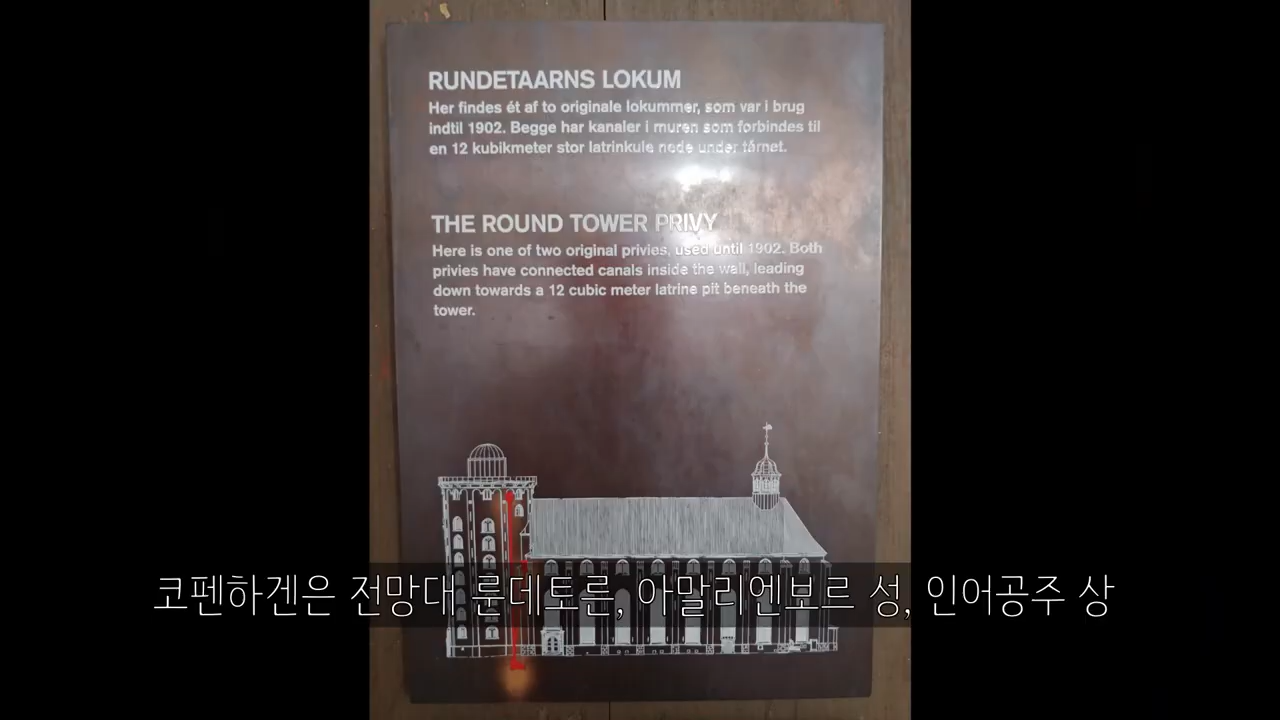 RUNDETAARNS LOKUM
Her findes ét af to originale lokummer, som var i brug
indtil 1902. Begge har kanaler i muren som forbindes til
en 12 kubikmeter stor latrinkule nede under tårnet.
THE ROUND TOWER PRIVY
Here is one of two original privies, used until 1902. Both
privies have connected canals inside the wall, leading
down towards a 12 cubic meter latrine pit beneath the
tower.
코펜하겐은 전망대 룬데토른, 아말리엔보르 성, 인어공주 상